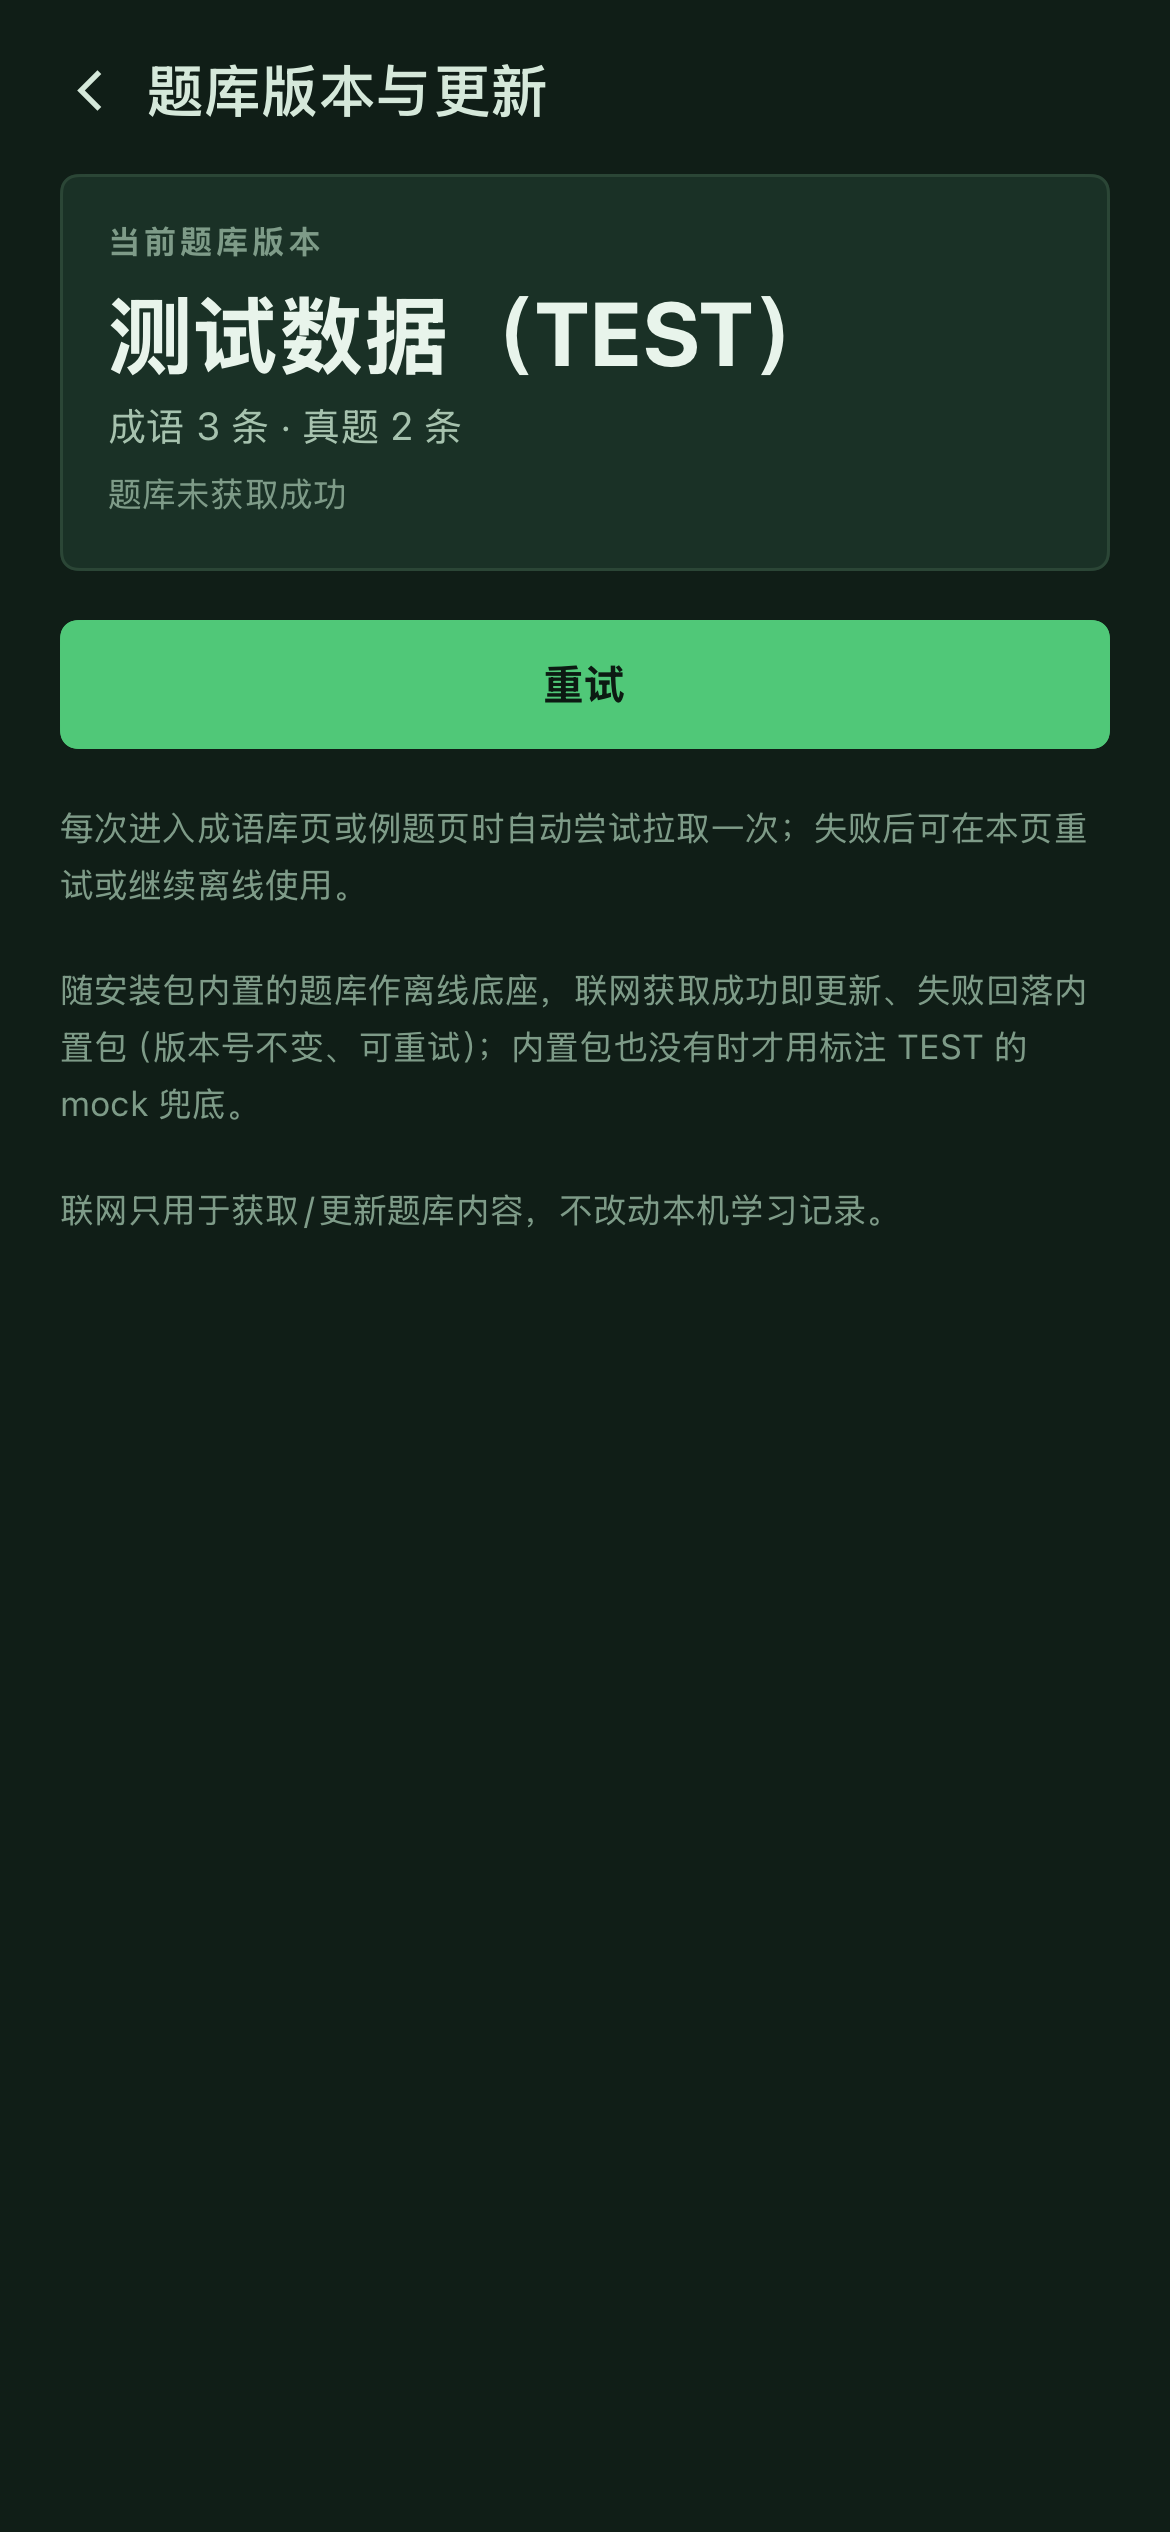 题库版本与更新
当前题库版本
测试数据（TEST）
成语 3 条 · 真题 2 条
题库未获取成功
重试
每次进入成语库页或例题页时自动尝试拉取一次；失败后可在本页重
试或继续离线使用。
随安装包内置的题库作离线底座，联网获取成功即更新、失败回落内
置包（版本号不变、可重试）；内置包也没有时才用标注 TEST 的
mock 兜底。
联网只用于获取/更新题库内容，不改动本机学习记录。